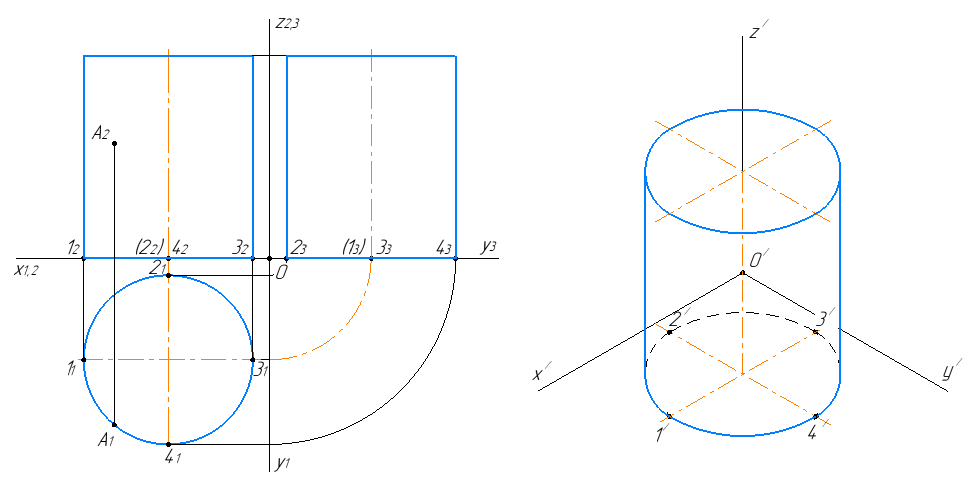 z2,3
z′
A2
12
(22) 42
32
23
(13) 33
43
y3
x1,2
21
O
O′
11
31
2′
3′
x′
y′
A1
41
y1
1′
4′